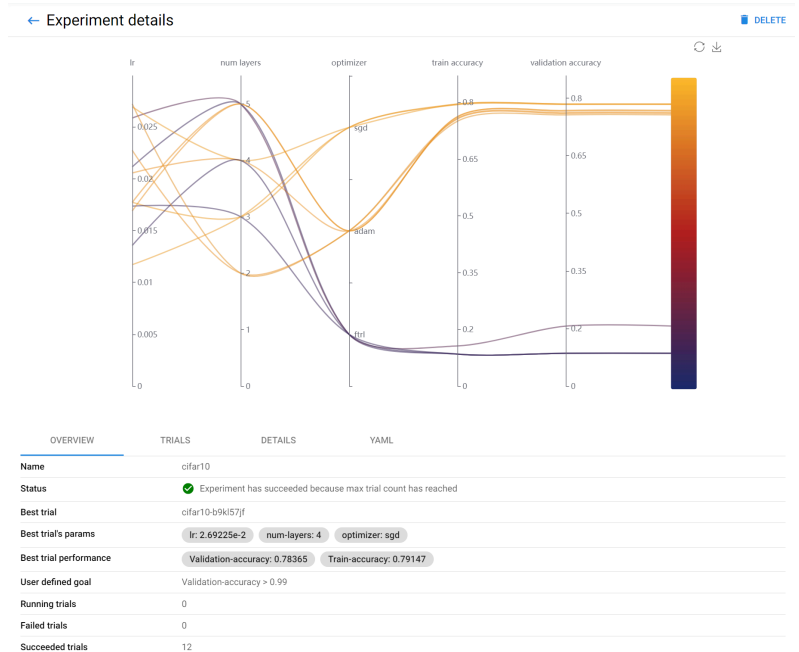 ← Experiment details
DELETE
lr num layers optimizer train accuracy validation accuracy
0.025
0.02
0.015
0.01
0.005
0
5
4
3
2
1
0
sgd
adam
ftrl
0.8
0.65
0.5
0.35
0.2
0
0.8
0.65
0.5
0.35
0.2
0
OVERVIEW TRIALS DETAILS YAML
Name cifar10
Status Experiment has succeeded because max trial count has reached
Best trial cifar10-b9kl57jf
Best trial's params lr: 2.69225e-2 num-layers: 4 optimizer: sgd
Best trial performance Validation-accuracy: 0.78365 Train-accuracy: 0.79147
User defined goal Validation-accuracy > 0.99
Running trials 0
Failed trials 0
Succeeded trials 12